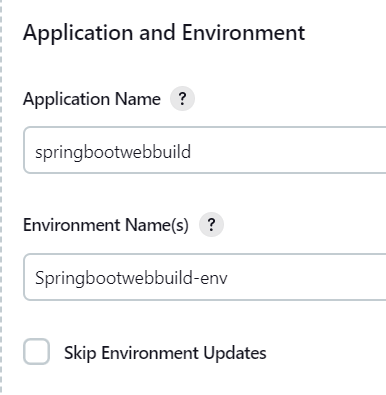 Application and Environment
Application Name ?
springbootwebbuild
Environment Name(s) ?
Springbootwebbuild-env
Skip Environment Updates